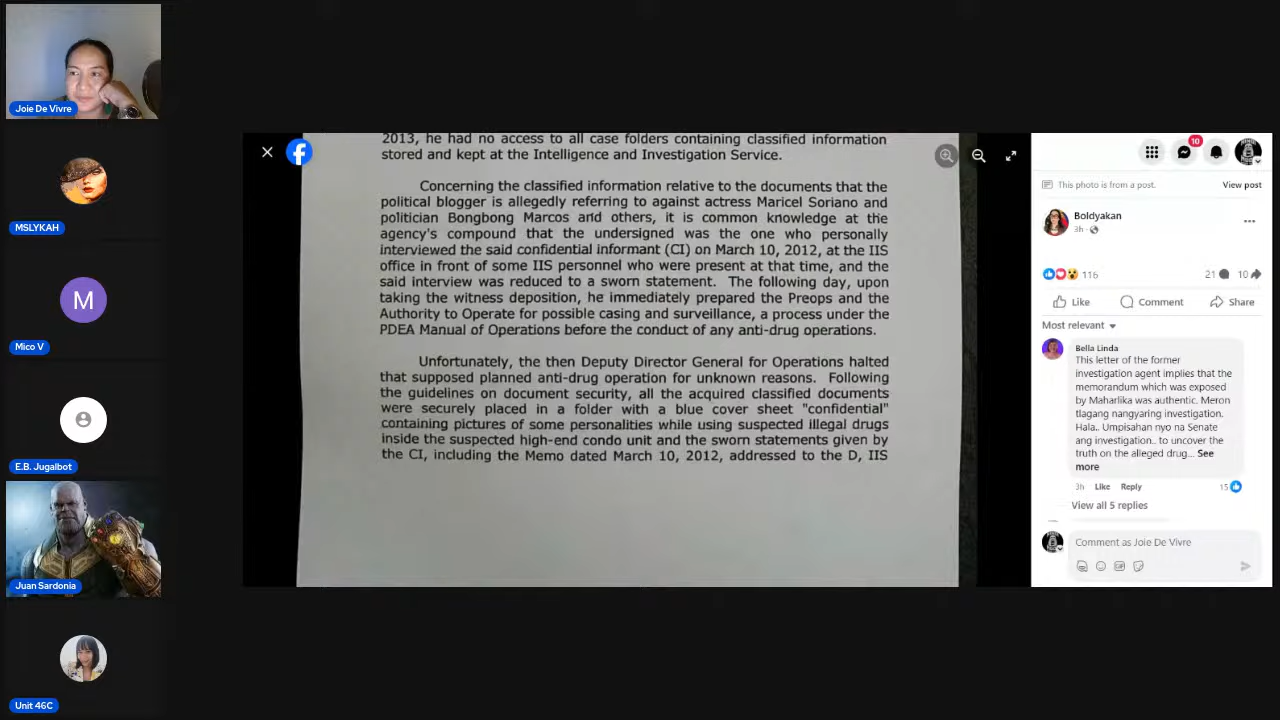 Joie De Vivre
MSLYKAH
M
Mico V
E.B. Jugalbot
Juan Sardonia
Unit 46C
2013, he had no access to all case folders containing classified information
stored and kept at the Intelligence and Investigation Service.
Concerning the classified information relative to the documents that the
political blogger is allegedly referring to against actress Maricel Soriano and
politician Bongbong Marcos and others, it is common knowledge at the
agency's compound that the undersigned was the one who personally
interviewed the said confidential informant (CI) on March 10, 2012, at the IIS
office in front of some IIS personnel who were present at that time, and the
said interview was reduced to a sworn statement. The following day, upon
taking the witness deposition, he immediately prepared the Preops and the
Authority to Operate for possible casing and surveillance, a process under the
PDEA Manual of Operations before the conduct of any anti-drug operations.
Unfortunately, the then Deputy Director General for Operations halted
that supposed planned anti-drug operation for unknown reasons. Following
the guidelines on document security, all the acquired classified documents
were securely placed in a folder with a blue cover sheet "confidential"
containing pictures of some personalities while using suspected illegal drugs
inside the suspected high-end condo unit and the sworn statements given by
the CI, including the Memo dated March 10, 2012, addressed to the D, IIS
10
This photo is from a post.
View post
Boldyakan
3h
116
21
10
Like
Comment
Share
Most relevant
Bella Linda
This letter of the former
investigation agent implies that the
memorandum which was exposed
by Maharlika was authentic. Meron
tlagang nangyaring investigation.
Hala.. Umpisahan nyo na Senate
ang investigation.. to uncover the
truth on the alleged drug... See
more
3h Like Reply
15
View all 5 replies
Comment as Joie De Vivre
GIF